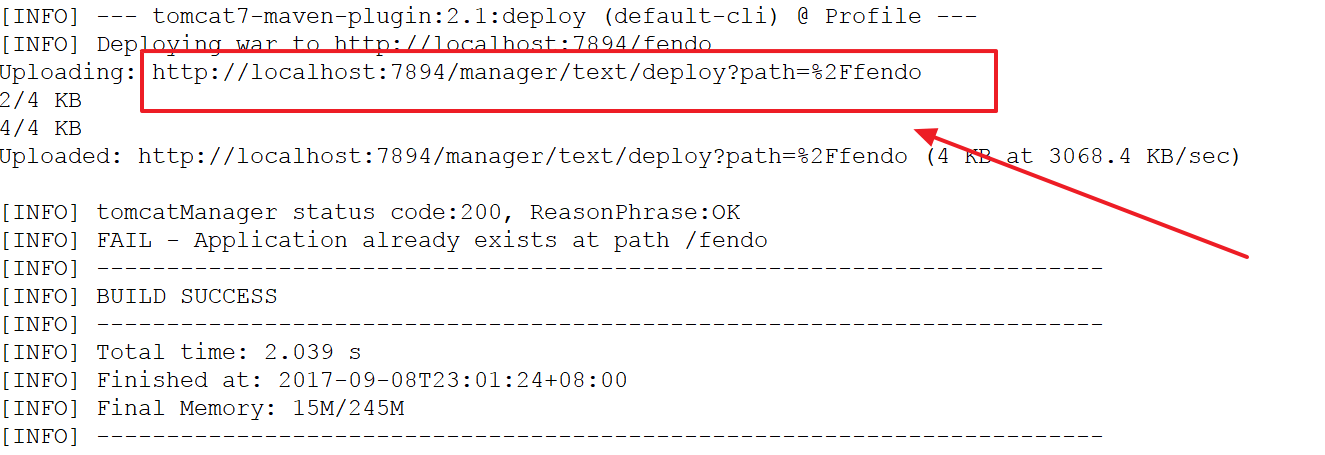 [INFO] --- tomcat7-maven-plugin:2.1:deploy (default-cli) @ Profile ---
[INFO] Deploying war to http://localhost:7894/fendo
Uploading: http://localhost:7894/manager/text/deploy?path=%2Ffendo
2/4 KB
4/4 KB
Uploaded: http://localhost:7894/manager/text/deploy?path=%2Ffendo (4 KB at 3068.4 KB/sec)
[INFO] tomcatManager status code:200, ReasonPhrase:OK
[INFO] FAIL - Application already exists at path /fendo
[INFO] ------------------------------------------------------------------------
[INFO] BUILD SUCCESS
[INFO] ------------------------------------------------------------------------
[INFO] Total time: 2.039 s
[INFO] Finished at: 2017-09-08T23:01:24+08:00
[INFO] Final Memory: 15M/245M
[INFO] ------------------------------------------------------------------------